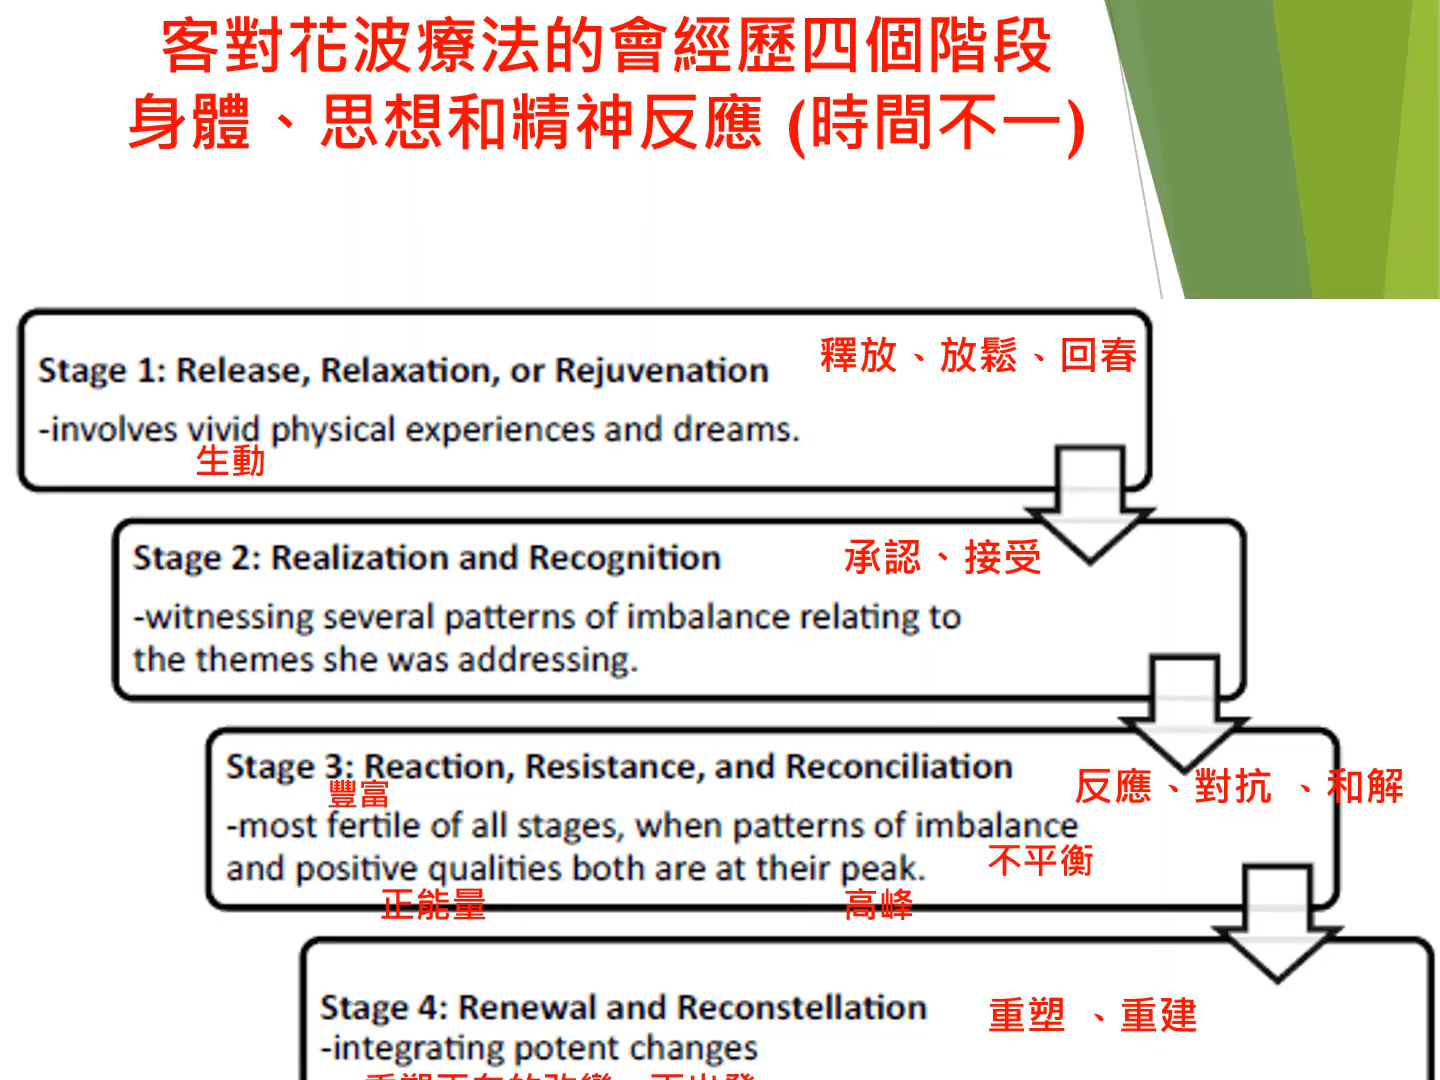 客對花波療法的會經歷四個階段
身體、思想和精神反應 (時間不一)
Stage 1: Release, Relaxation, or Rejuvenation
釋放、放鬆、回春
-involves vivid physical experiences and dreams.
生動
Stage 2: Realization and Recognition
承認、接受
-witnessing several patterns of imbalance relating to
the themes she was addressing.
Stage 3: Reaction, Resistance, and Reconciliation
反應、對抗 、和解
豐富
-most fertile of all stages, when patterns of imbalance
不平衡
and positive qualities both are at their peak.
正能量
高峰
Stage 4: Renewal and Reconstellation
重塑 、重建
-integrating potent changes